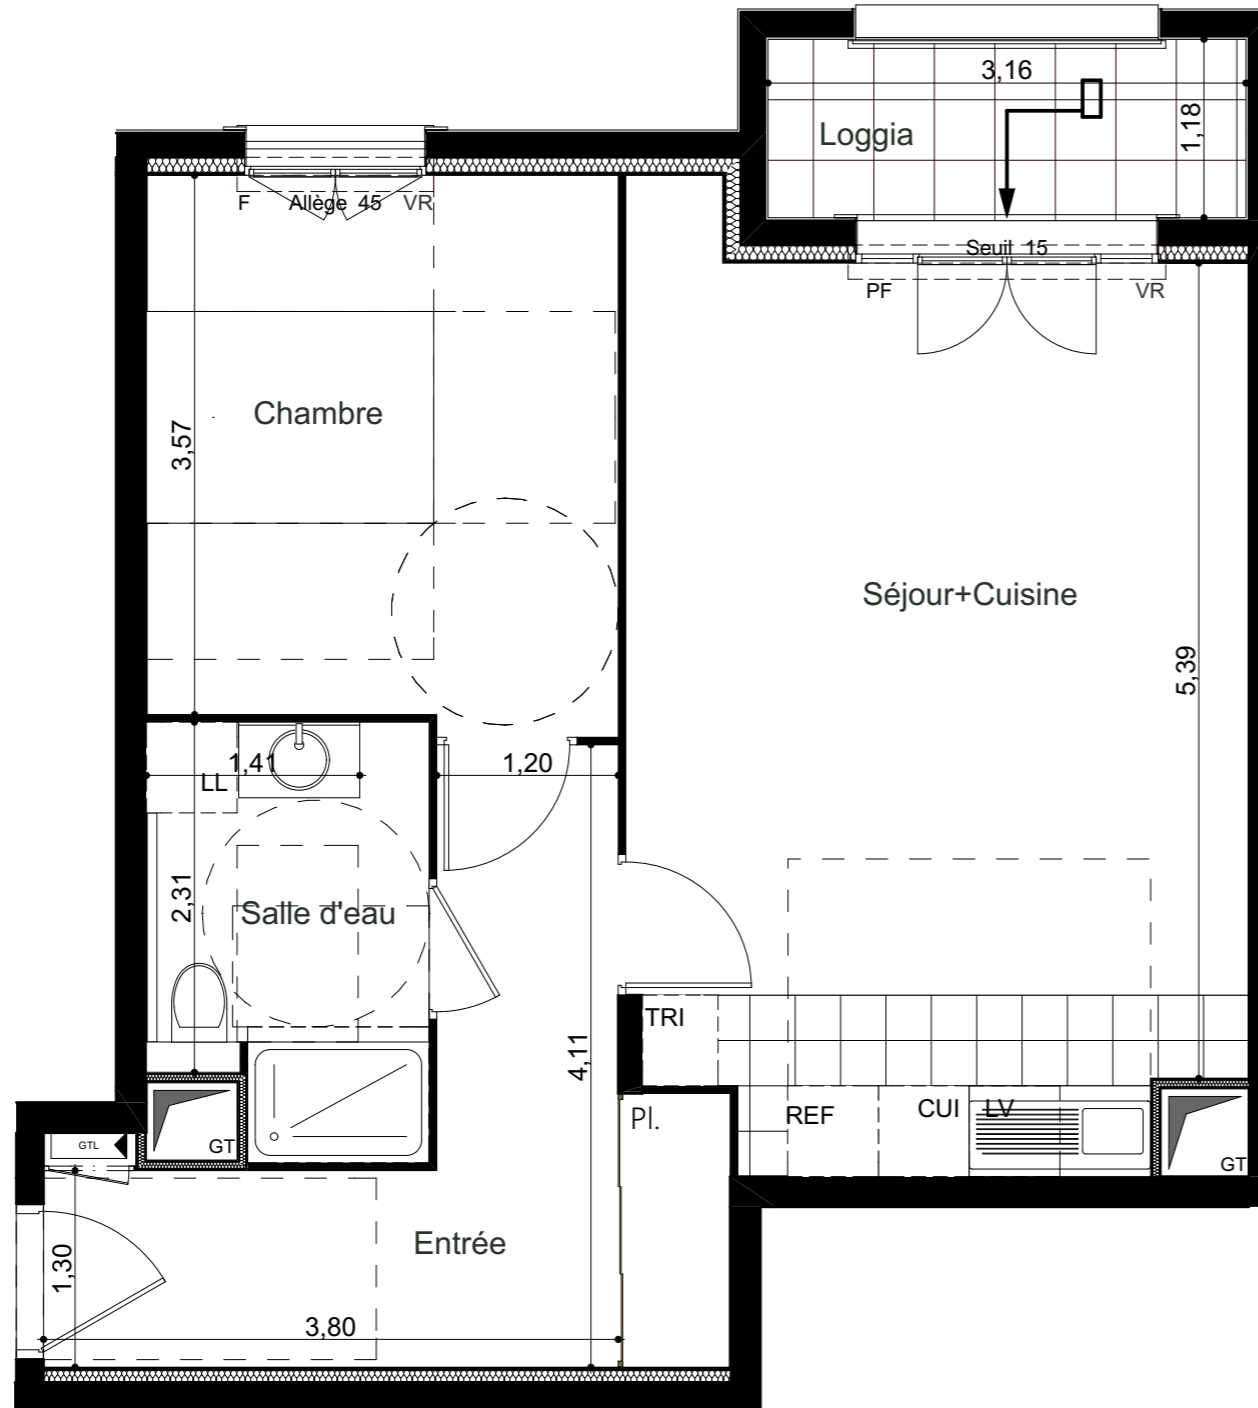 3,16
1,18
Loggia
F Allège 45 VR
Seuil 15
PF VR
Chambre
3,57
Séjour+Cuisine
5,39
1,41
LL
1,20
2,31
Salle d'eau
4,11
TRI
Pl.
REF CUI LV
GTL
GT
GT
Entrée
1,30
3,80